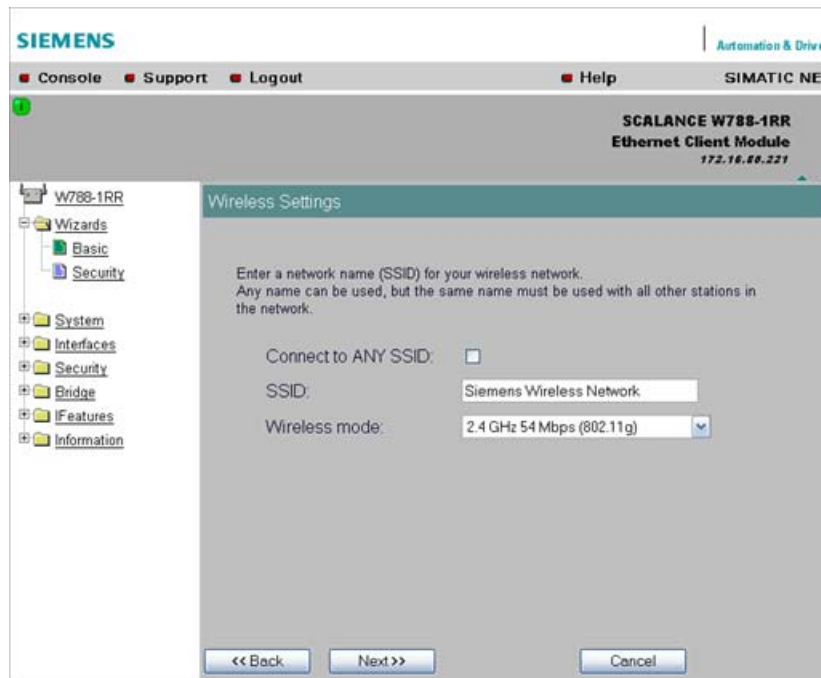 SIEMENS
Automation & Drive
Console Support Logout Help SIMATIC NE
SCALANCE W788-1RR
Ethernet Client Module
172.16.80.221
W788-1RR
Wizards
Basic
Security
System
Interfaces
Security
Bridge
IFeatures
Information
Wireless Settings
Enter a network name (SSID) for your wireless network.
Any name can be used, but the same name must be used with all other stations in
the network.
Connect to ANY SSID:
SSID: Siemens Wireless Network
Wireless mode: 2.4 GHz 54 Mbps (802.11g)
<< Back Next >> Cancel